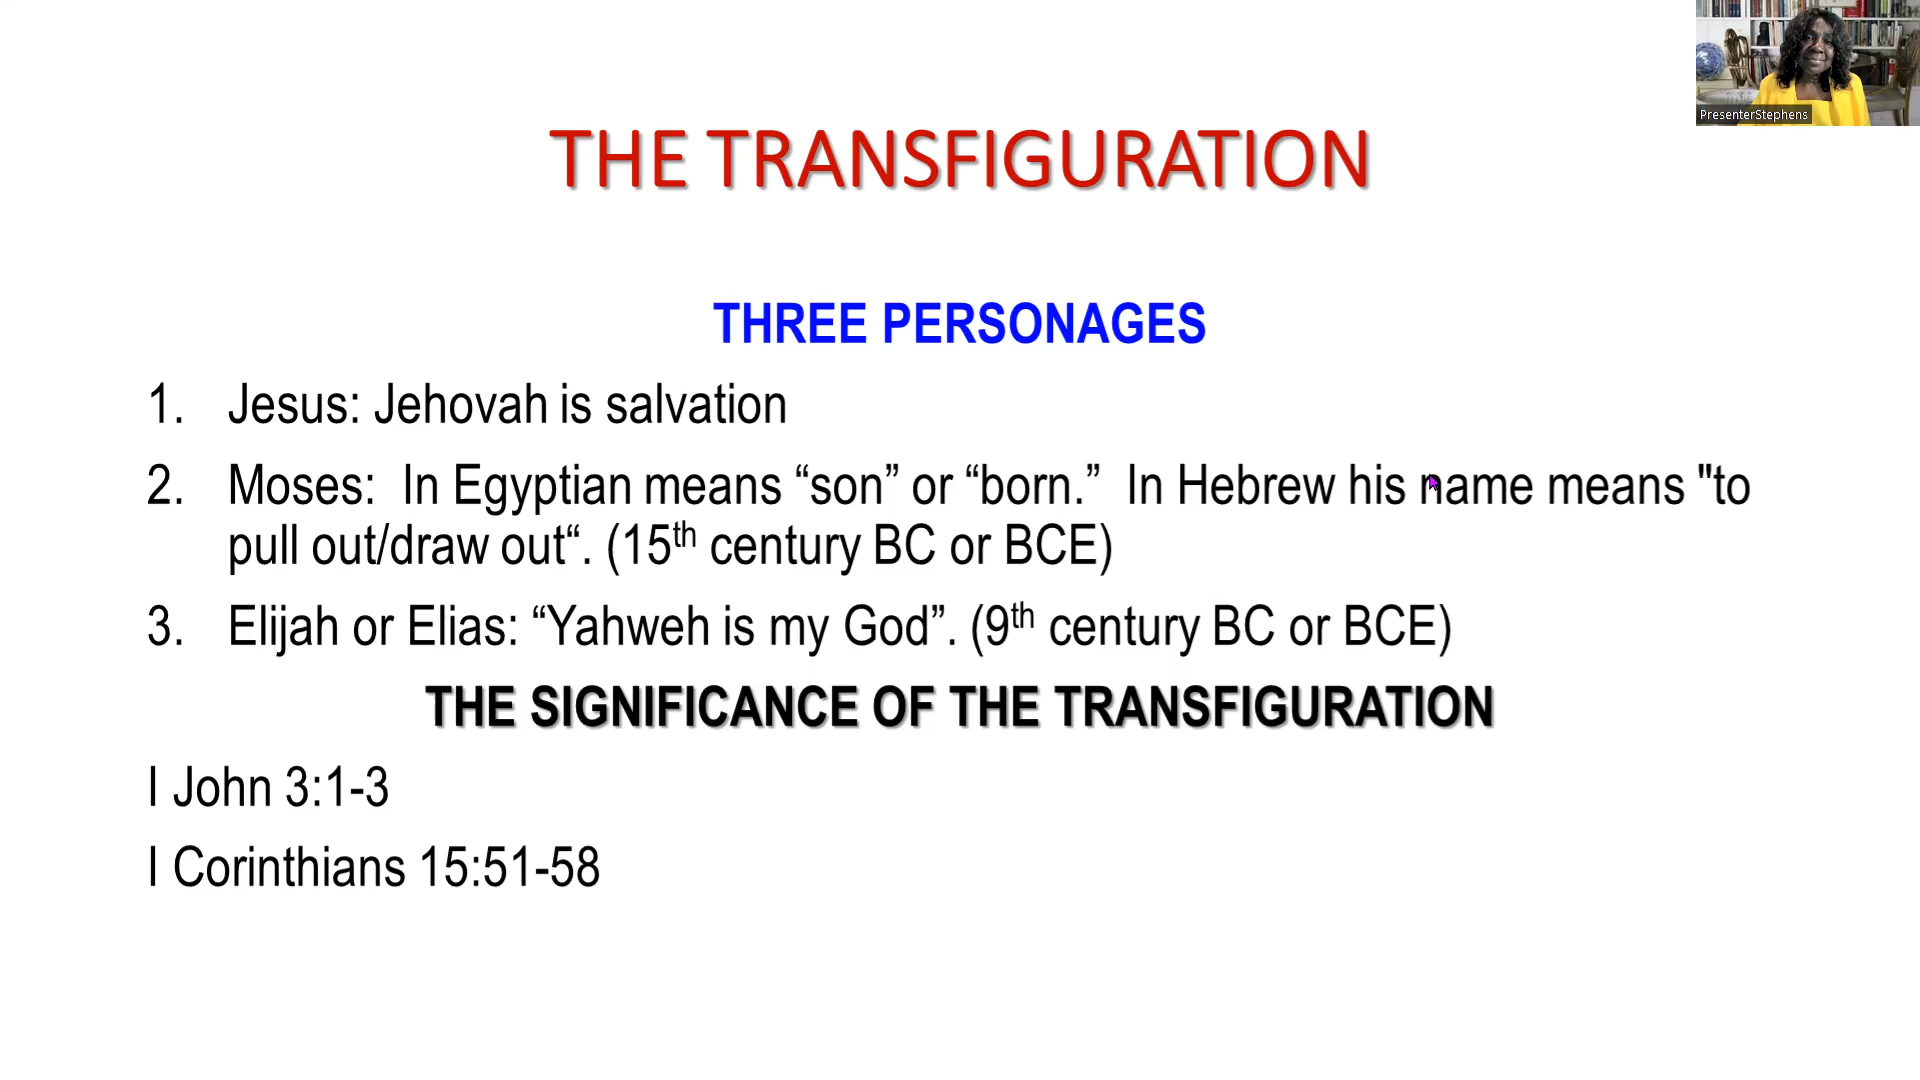 PresenterStephens
THE TRANSFIGURATION
THREE PERSONAGES
1. Jesus: Jehovah is salvation
2. Moses:  In Egyptian means “son” or “born.”  In Hebrew his name means "to
pull out/draw out“. (15th century BC or BCE)
3. Elijah or Elias: “Yahweh is my God”. (9th century BC or BCE)
THE SIGNIFICANCE OF THE TRANSFIGURATION
I John 3:1-3
I Corinthians 15:51-58